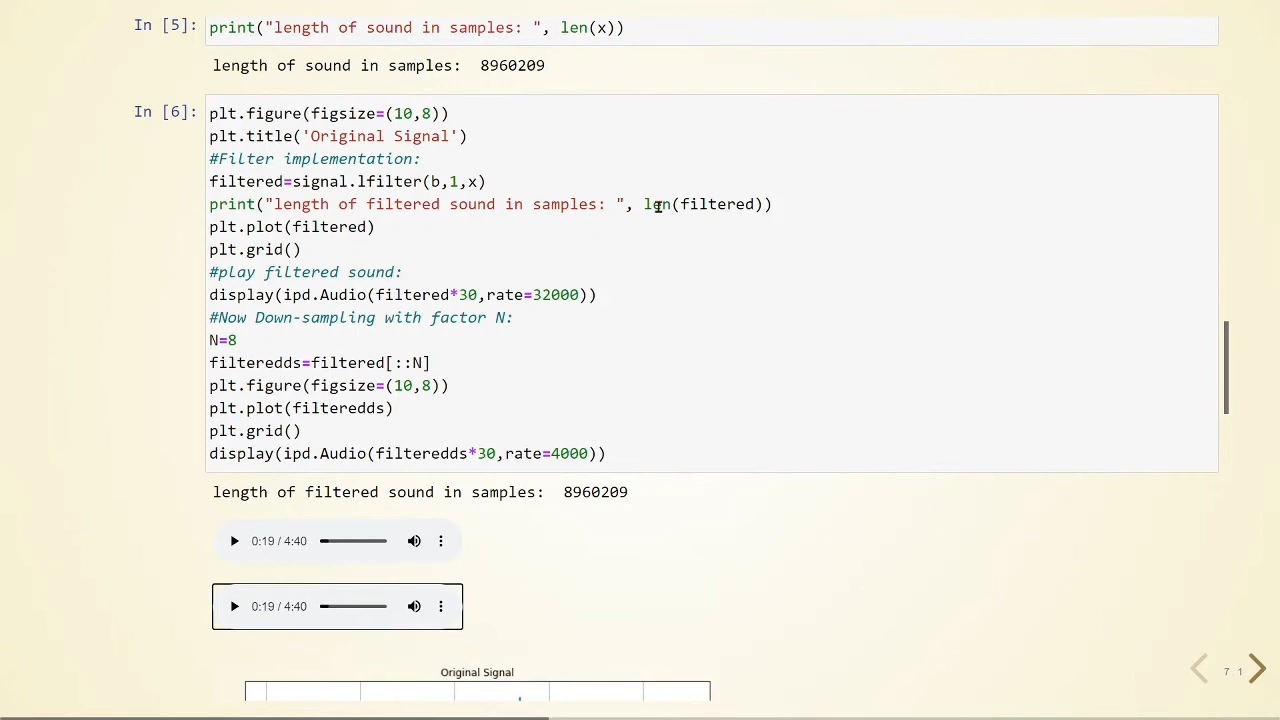 In [5]: print("length of sound in samples: ", len(x))
length of sound in samples:  8960209
In [6]: plt.figure(figsize=(10,8))
plt.title('Original Signal')
#Filter implementation:
filtered=signal.lfilter(b,1,x)
print("length of filtered sound in samples: ", len(filtered))
plt.plot(filtered)
plt.grid()
#play filtered sound:
display(ipd.Audio(filtered*30,rate=32000))
#Now Down-sampling with factor N:
N=8
filteredds=filtered[::N]
plt.figure(figsize=(10,8))
plt.plot(filteredds)
plt.grid()
display(ipd.Audio(filteredds*30,rate=4000))
length of filtered sound in samples:  8960209
0:19 / 4:40
0:19 / 4:40
Original Signal
7.1